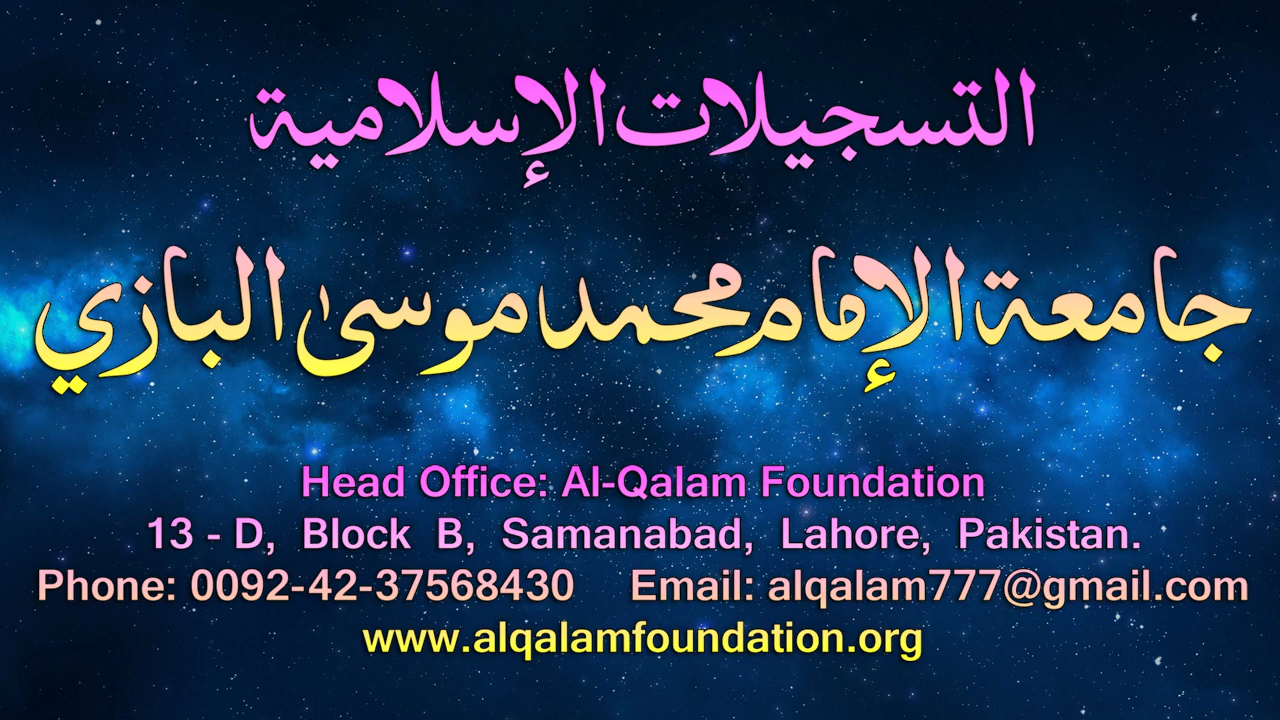 التسجيلات الإسلامية
جامعة الإمام محمد موسىٰ البازي
Head Office: Al-Qalam Foundation
13 - D, Block B, Samanabad, Lahore, Pakistan.
Phone: 0092-42-37568430 Email: alqalam777@gmail.com
www.alqalamfoundation.org